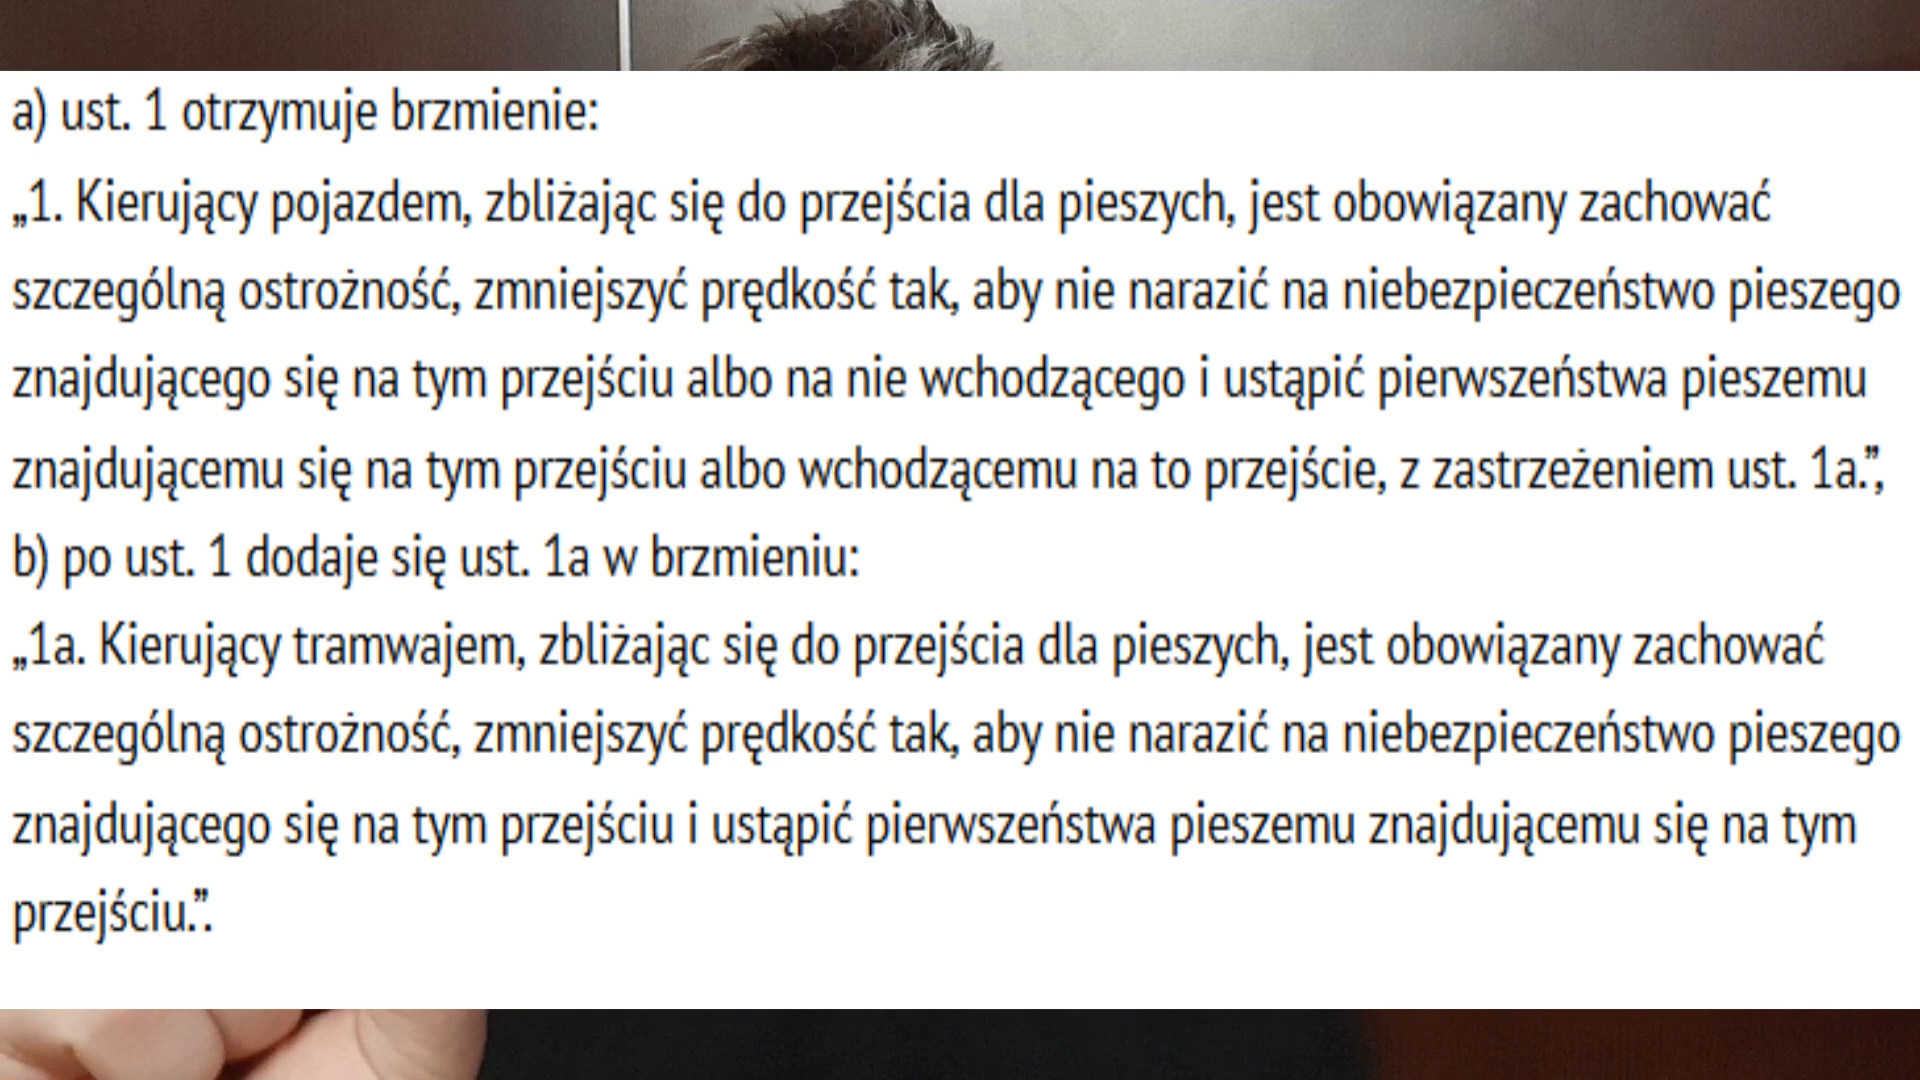 a) ust. 1 otrzymuje brzmienie:
„1. Kierujący pojazdem, zbliżając się do przejścia dla pieszych, jest obowiązany zachować
szczególną ostrożność, zmniejszyć prędkość tak, aby nie narazić na niebezpieczeństwo pieszego
znajdującego się na tym przejściu albo na nie wchodzącego i ustąpić pierwszeństwa pieszemu
znajdującemu się na tym przejściu albo wchodzącemu na to przejście, z zastrzeżeniem ust. 1a.”,
b) po ust. 1 dodaje się ust. 1a w brzmieniu:
„1a. Kierujący tramwajem, zbliżając się do przejścia dla pieszych, jest obowiązany zachować
szczególną ostrożność, zmniejszyć prędkość tak, aby nie narazić na niebezpieczeństwo pieszego
znajdującego się na tym przejściu i ustąpić pierwszeństwa pieszemu znajdującemu się na tym
przejściu.”.